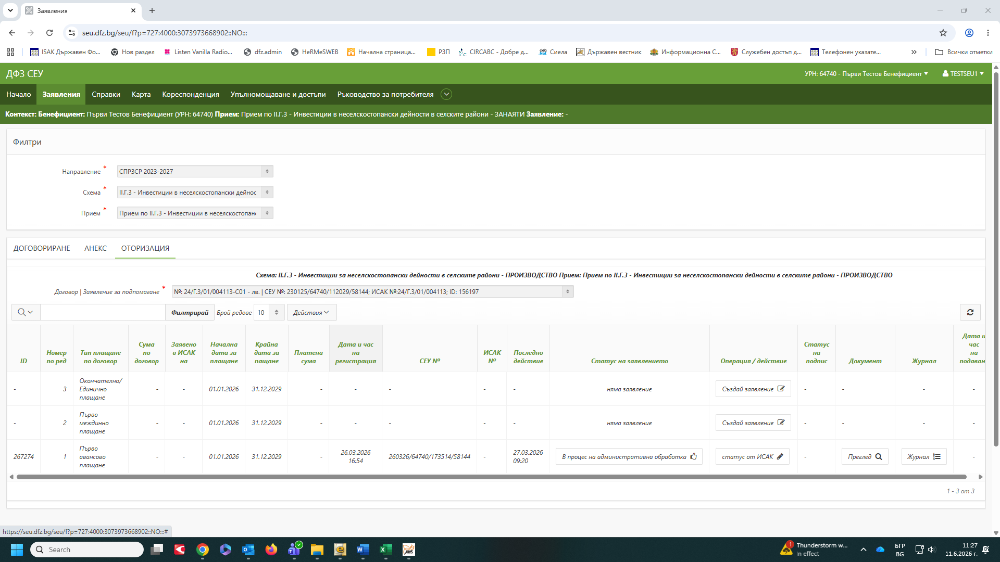 Заявления
seu.dfz.bg/seu/f?p=727:4000:3073973668902::NO:::
ISAK Държавен Фо...
Нов раздел
Listen Vanilla Radio...
dfz.admin
HeRMeSWEB
Начална страница...
РЗП
CIRCABC - Добре д...
Сиела
Държавен вестник
Информационна С...
Служебен достъп д...
Телефонен указате...
Всички отметки
ДФЗ СЕУ
УРН: 64740 - Първи Тестов Бенефициент
TESTSEU1
Начало Заявления Справки Карта Кореспонденция Упълномощаване и достъпи Ръководство за потребителя
Контекст: Бенефициент: Първи Тестов Бенефициент (УРН: 64740) Прием: Прием по II.Г.3 - Инвестиции в неселскостопански дейности в селските райони - ЗАНАЯТИ Заявление: -
Филтри
Направление * СПРЗСР 2023-2027
Схема * II.Г.3 - Инвестиции в неселскостопански дейнос
Прием * Прием по II.Г.3 - Инвестиции в неселскостопанс
ДОГОВОРИРАНЕ АНЕКС ОТОРИЗАЦИЯ
Схема: II.Г.3 - Инвестиции за неселскостопански дейности в селските райони - ПРОИЗВОДСТВО Прием: Прием по II.Г.3 - Инвестиции за неселскостопански дейности в селските райони - ПРОИЗВОДСТВО
Договор | Заявление за подпомагане * №: 24/Г.3/01/004113-C01 - лв. | СЕУ №: 230125/64740/112029/58144; ИСАК №:24/Г.3/01/004113; ID: 156197
Филтрирай Брой редове 10 Действия
ID
Номер по ред
Тип плащане по договор
Сума по договор
Заявено в ИСАК на
Начална дата за плащане
Крайна дата за пащане
Платена сума
Дата и час на регистрация
СЕУ №
ИСАК №
Последно действие
Статус на заявлението
Операция / действие
Статус на подпис
Документ
Журнал
Дата и час на подаван
- 3 Окончателно/ Единично плащане - - 01.01.2026 31.12.2029 - - - - - няма заявление Създай заявление - - - -
- 2 Първо междинно плащане - - 01.01.2026 31.12.2029 - - - - - няма заявление Създай заявление - - - -
267274 1 Първо авансово плащане - - 01.01.2026 31.12.2029 - 26.03.2026 16:54 260326/64740/173514/58144 - 27.03.2026 09:20 В процес на административна обработка статус от ИСАК - Преглед Журнал -
1 - 3 от 3
https://seu.dfz.bg/seu/f?p=727:4000:3073973668902::NO:::#
Search
1
Thunderstorm w...
In effect
БГР
BG
11:27
11.6.2026 г.